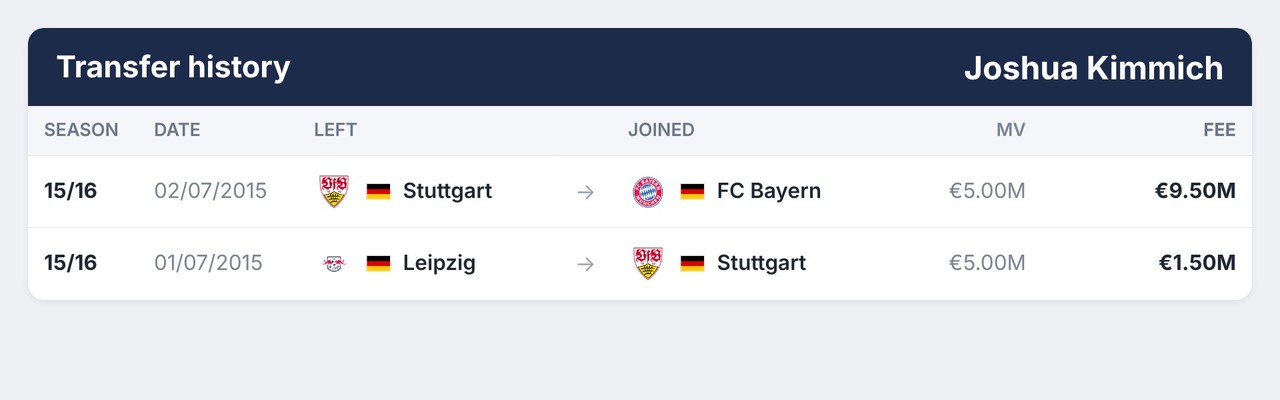 Transfer history Joshua Kimmich
SEASON DATE LEFT JOINED MV FEE
15/16 02/07/2015 Stuttgart → FC Bayern €5.00M €9.50M
15/16 01/07/2015 Leipzig → Stuttgart €5.00M €1.50M